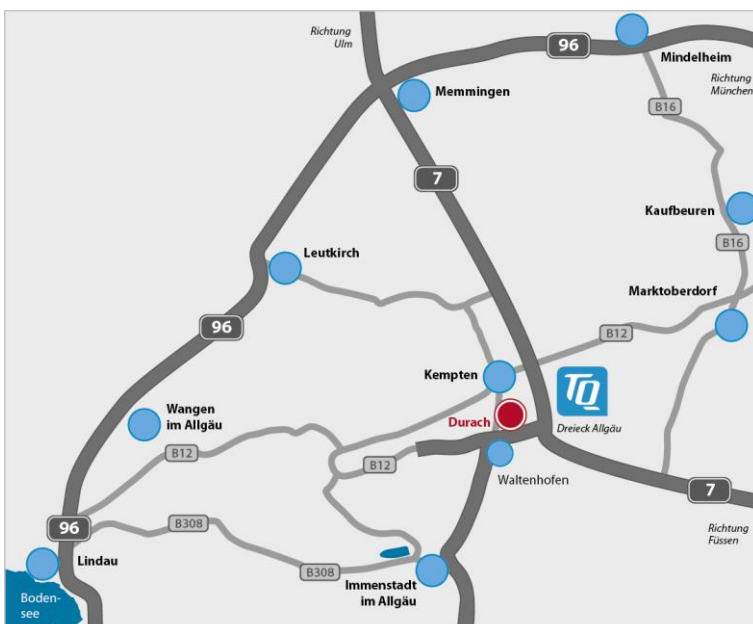 Richtung
Ulm
96
Mindelheim
Memmingen
Richtung
München
B16
7
Kaufbeuren
B16
Leutkirch
Marktoberdorf
96
B12
Kempten
TQ
Wangen
im Allgäu
Durach
Dreieck Allgäu
B12
B12
Waltenhofen
7
96
B308
Richtung
Füssen
Lindau
B308
Immenstadt
im Allgäu
Boden-
see